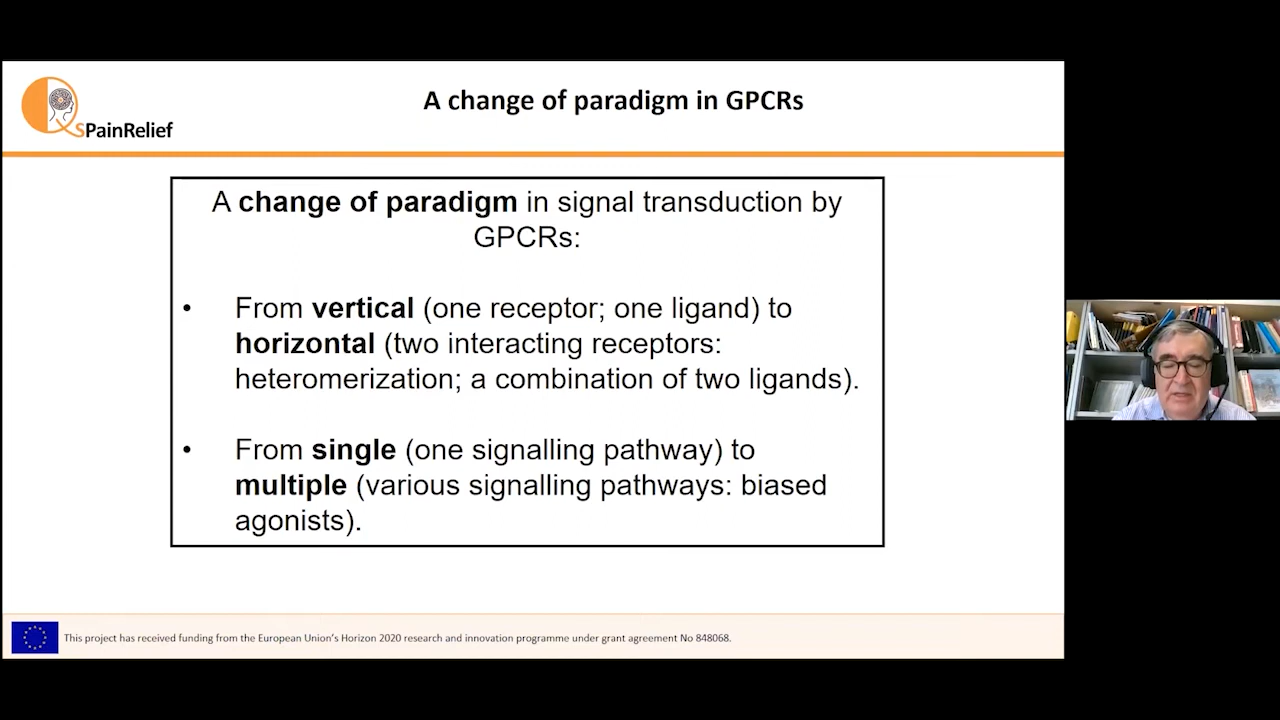 A change of paradigm in GPCRs
SPainRelief
A change of paradigm in signal transduction by
GPCRs:
• From vertical (one receptor; one ligand) to
horizontal (two interacting receptors:
heteromerization; a combination of two ligands).
• From single (one signalling pathway) to
multiple (various signalling pathways: biased
agonists).
This project has received funding from the European Union's Horizon 2020 research and innovation programme under grant agreement No 848068.